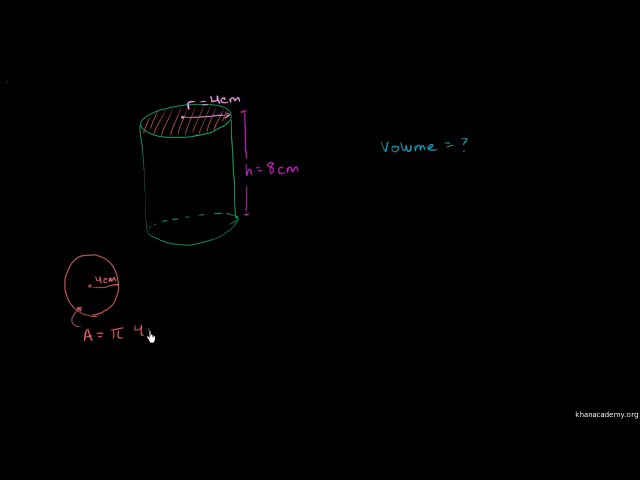 r = 4cm
Volume = ?
h = 8cm
4cm
A = π 4
khanacademy.org